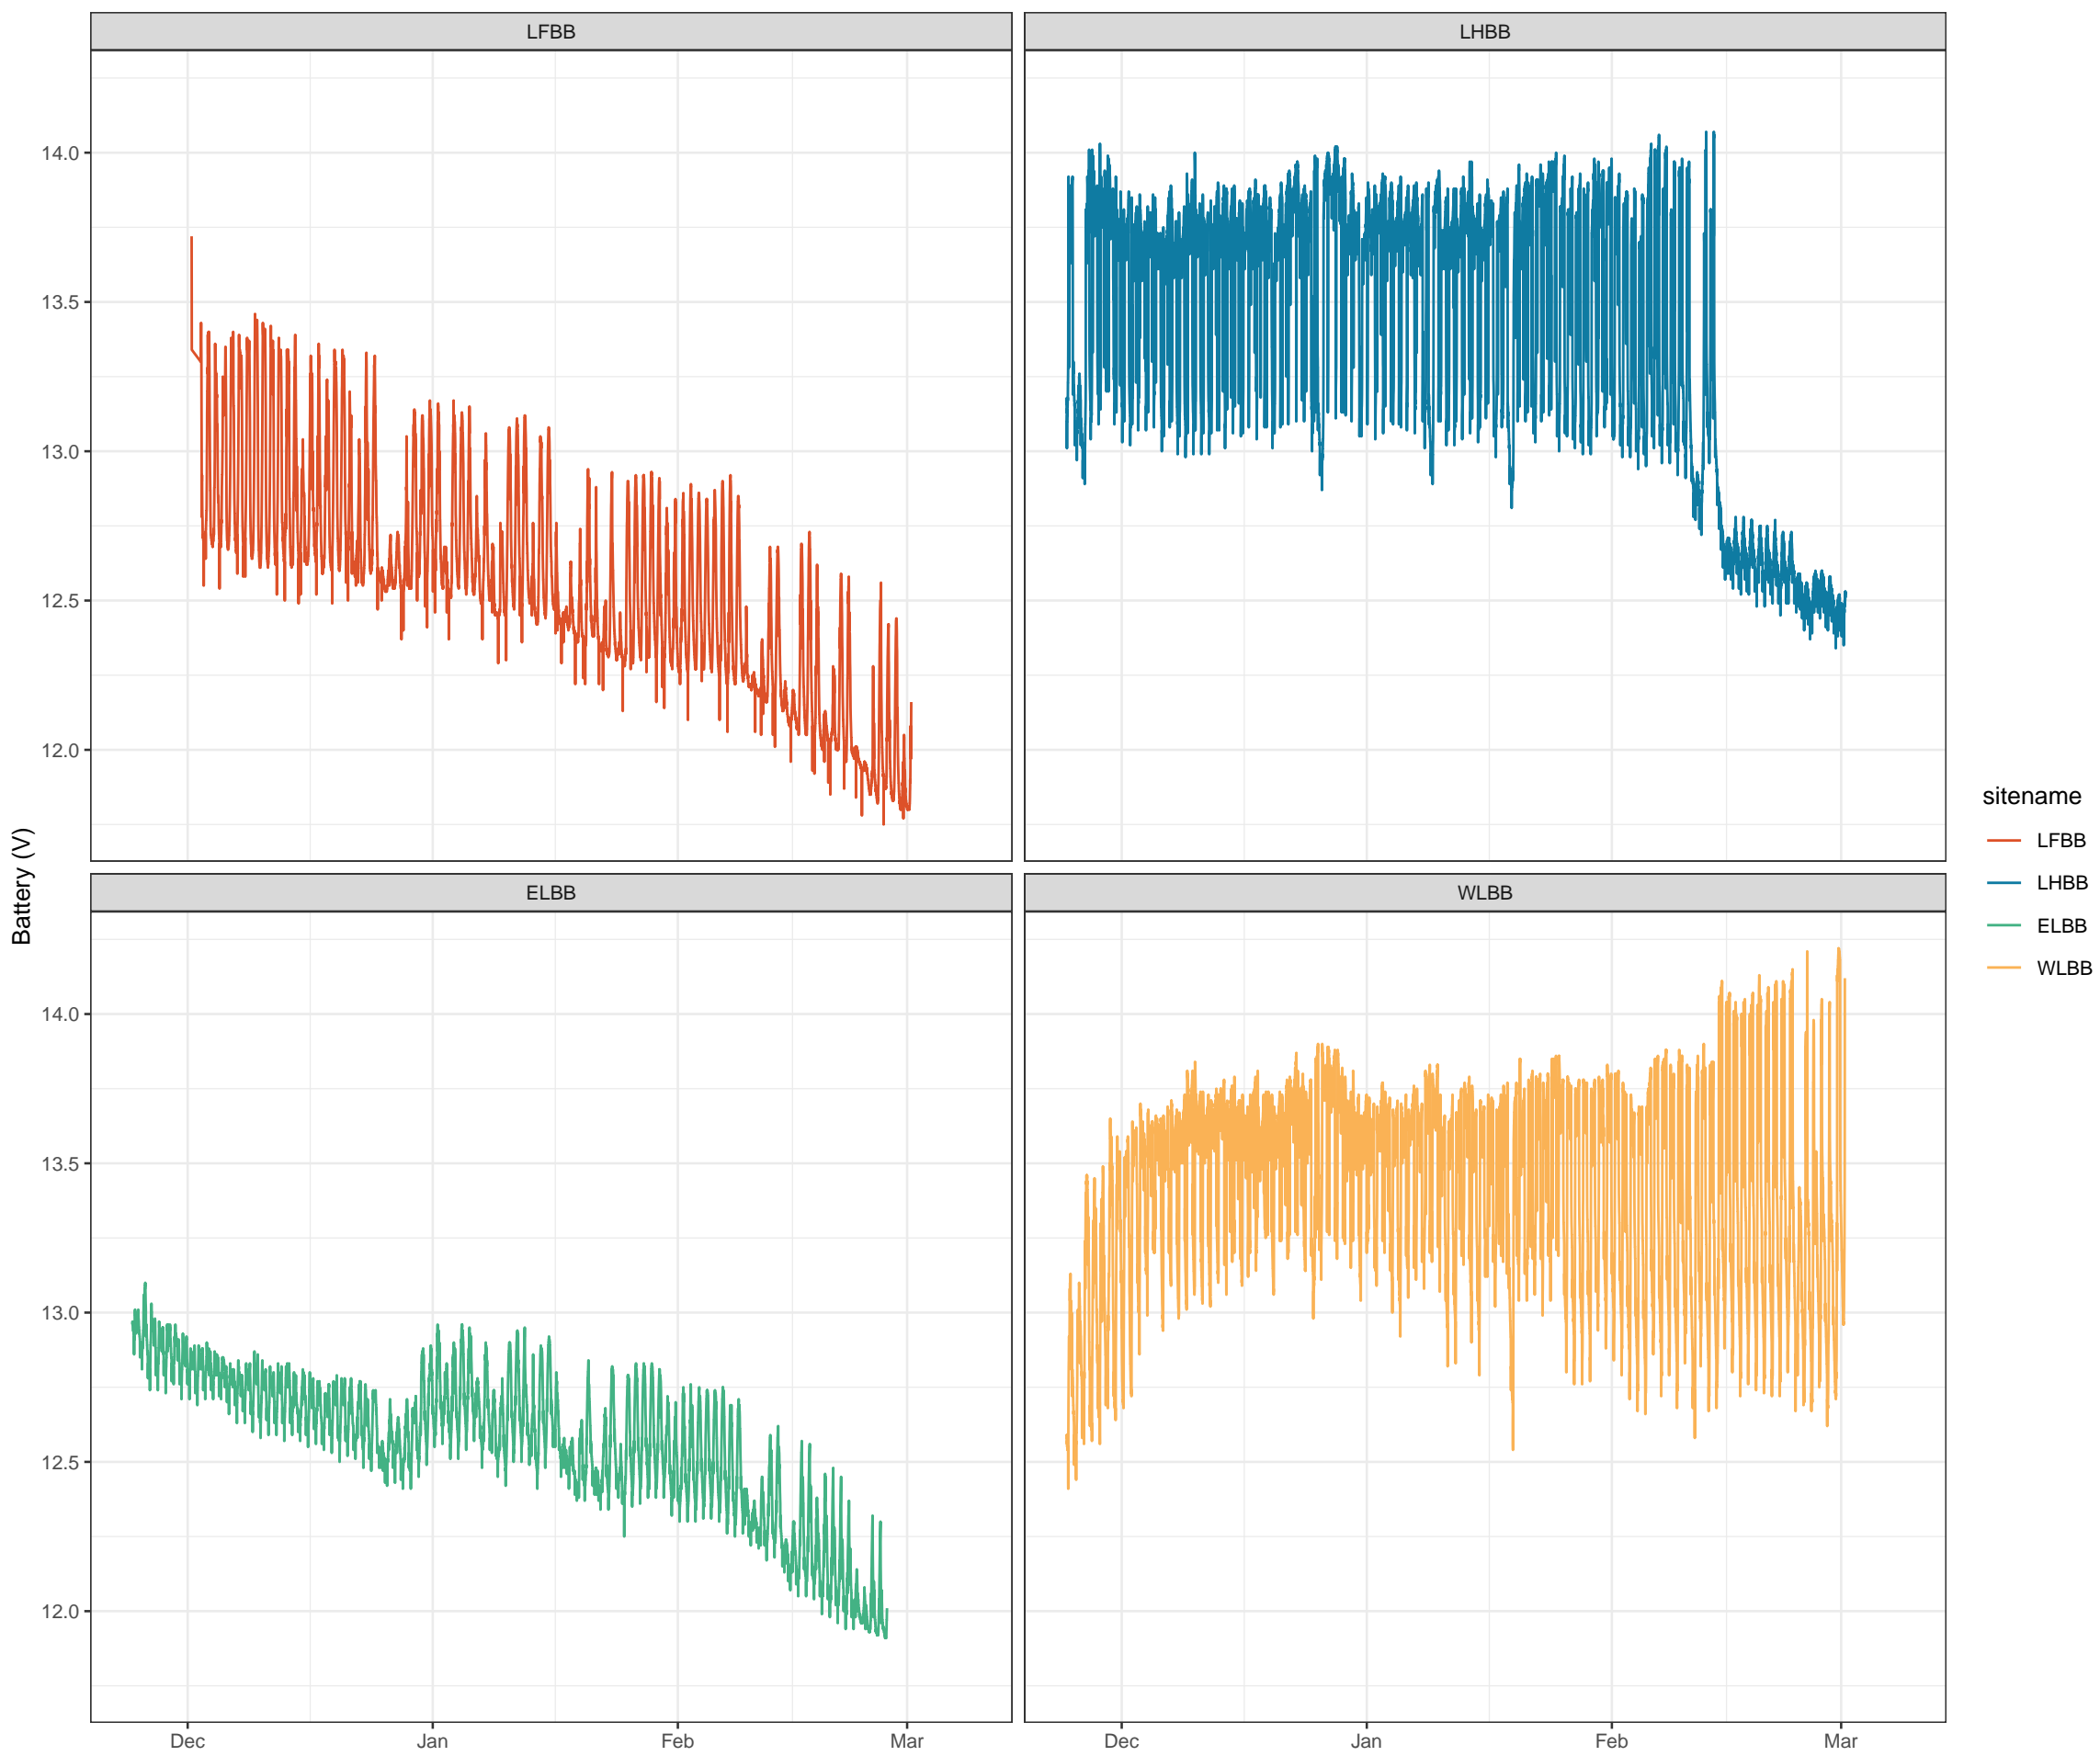 LFBB
LHBB
14.0
13.5
13.0
12.5
12.0
ELBB
WLBB
14.0
13.5
13.0
12.5
12.0
Dec
Jan
Feb
Mar
Dec
Jan
Feb
Mar
Battery (V)
sitename
LFBB
LHBB
ELBB
WLBB